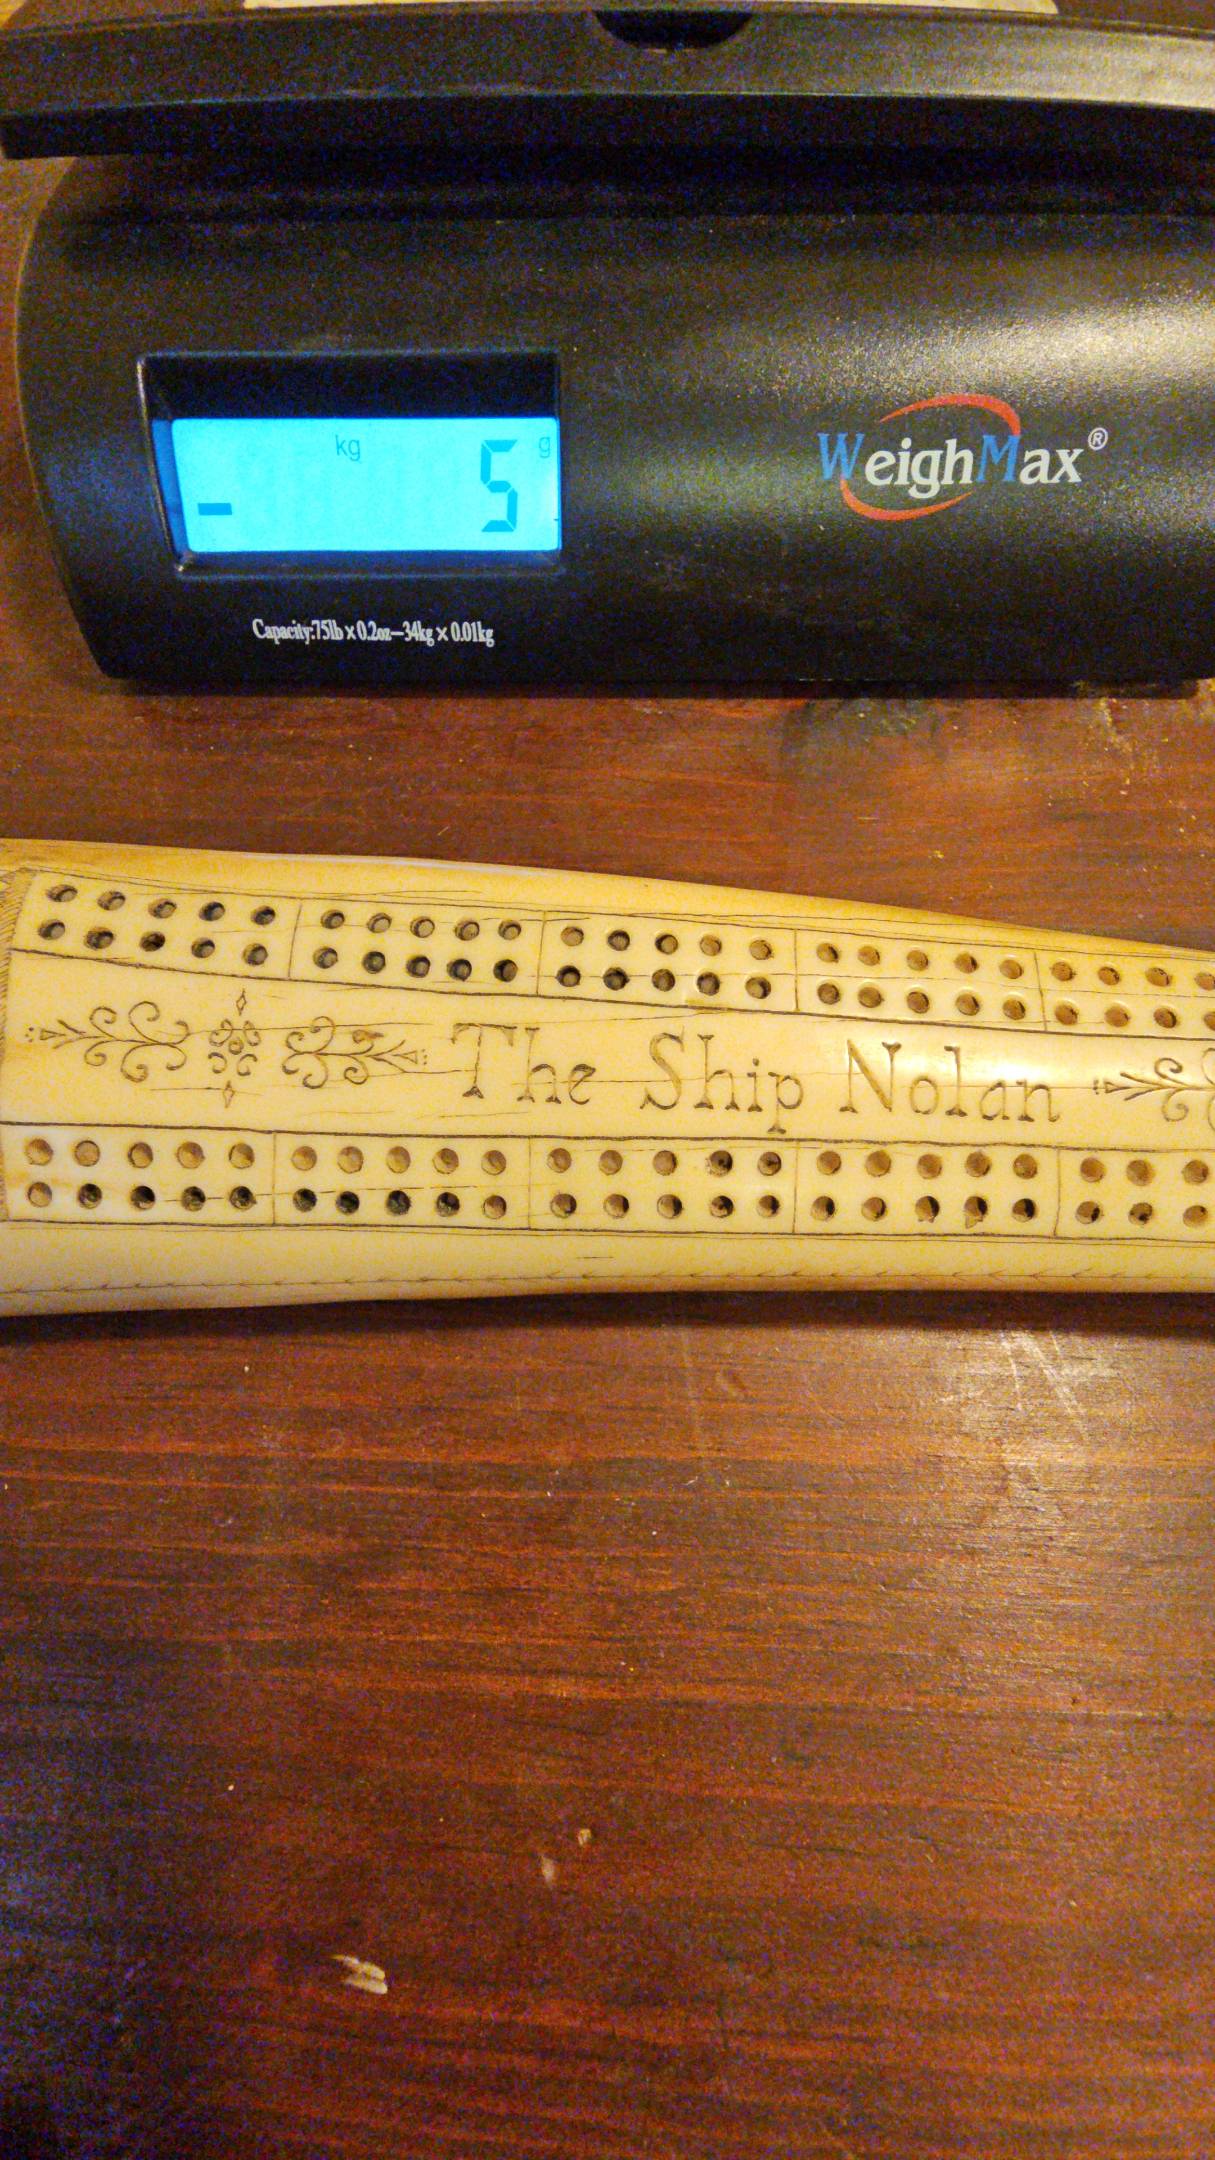 kg
g
- 5
WeighMax®
Capacity:75lb x 0.2oz–34kg x 0.01kg
The Ship Nolan